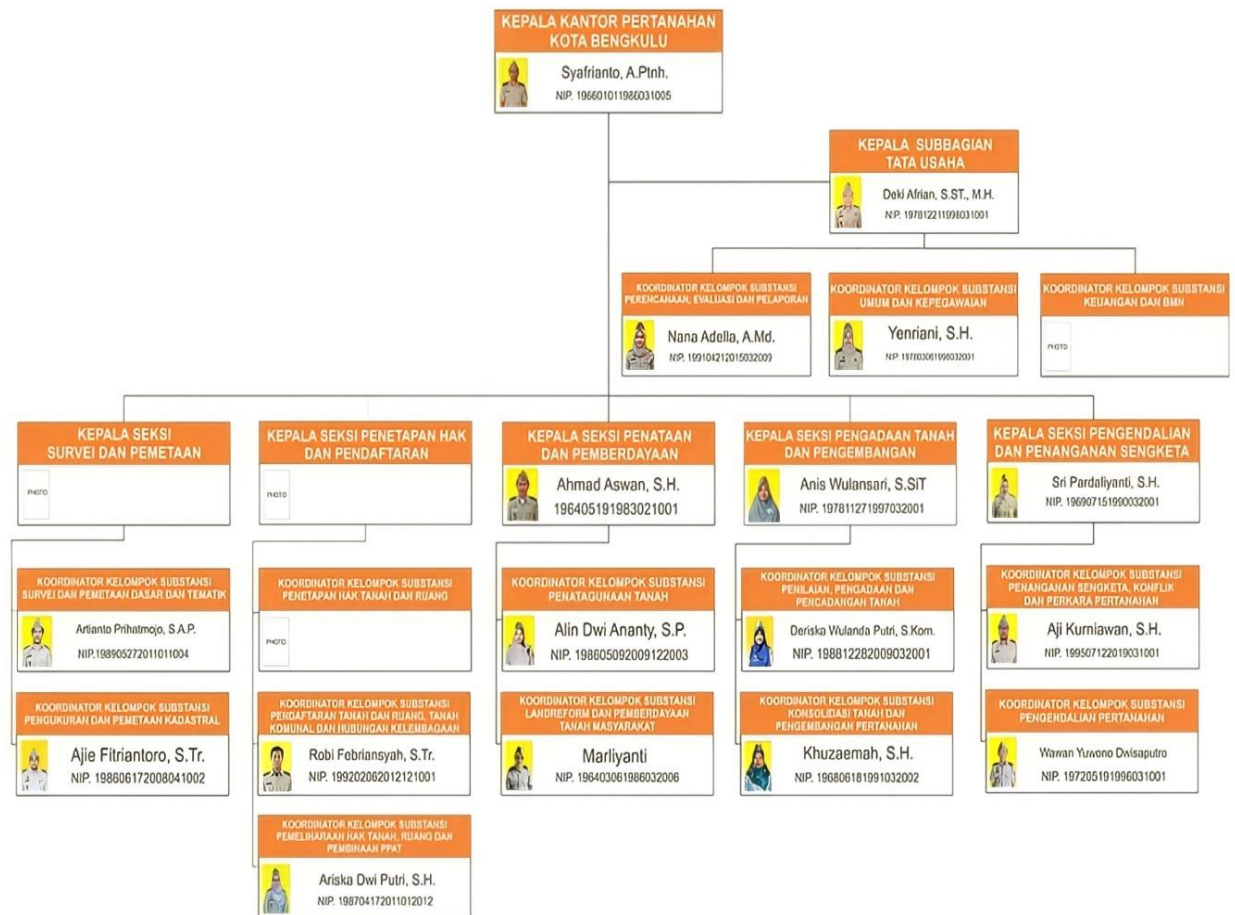 KEPALA KANTOR PERTANAHAN
KOTA BENGKULU
Syafrianto, A.Ptnh.
NIP. 196601011986031005
KEPALA SUBBAGIAN
TATA USAHA
Deki Afrian, S.ST., M.H.
NIP. 197812211998031001
KOORDINATOR KELOMPOK SUBSTANSI
PERENCANAAN, EVALUASI DAN PELAPORAN
Nana Adella, A.Md.
NIP. 199104212015032009
KOORDINATOR KELOMPOK SUBSTANSI
UMUM DAN KEPEGAWAIAN
Yenriani, S.H.
NIP. 197803061998032001
KOORDINATOR KELOMPOK SUBSTANSI
KEUANGAN DAN BMN
PHOTO
KEPALA SEKSI
SURVEI DAN PEMETAAN
PHOTO
KEPALA SEKSI PENETAPAN HAK
DAN PENDAFTARAN
PHOTO
KEPALA SEKSI PENATAAN
DAN PEMBERDAYAAN
Ahmad Aswan, S.H.
196405191983021001
KEPALA SEKSI PENGADAAN TANAH
DAN PENGEMBANGAN
Anis Wulansari, S.SiT
NIP. 197811271997032001
KEPALA SEKSI PENGENDALIAN
DAN PENANGANAN SENGKETA
Sri Pardaliyanti, S.H.
NIP. 196907151990032001
KOORDINATOR KELOMPOK SUBSTANSI
SURVEI DAN PEMETAAN DASAR DAN TEMATIK
Artianto Prihatmojo, S.A.P.
NIP.198905272011011004
KOORDINATOR KELOMPOK SUBSTANSI
PENETAPAN HAK TANAH DAN RUANG
PHOTO
KOORDINATOR KELOMPOK SUBSTANSI
PENATAGUNAAN TANAH
Alin Dwi Ananty, S.P.
NIP. 198605092009122003
KOORDINATOR KELOMPOK SUBSTANSI
PENILAIAN, PENGADAAN DAN
PENCADANGAN TANAH
Deriska Wulanda Putri, S.Kom.
NIP. 198812282009032001
KOORDINATOR KELOMPOK SUBSTANSI
PENANGANAN SENGKETA, KONFLIK
DAN PERKARA PERTANAHAN
Aji Kurniawan, S.H.
NIP. 199507122019031001
KOORDINATOR KELOMPOK SUBSTANSI
PENGUKURAN DAN PEMETAAN KADASTRAL
Ajie Fitriantoro, S.Tr.
NIP. 198606172008041002
KOORDINATOR KELOMPOK SUBSTANSI
PENDAFTARAN TANAH DAN RUANG, TANAH
KOMUNAL DAN HUBUNGAN KELEMBAGAAN
Robi Febriansyah, S.Tr.
NIP. 199202062012121001
KOORDINATOR KELOMPOK SUBSTANSI
LANDREFORM DAN PEMBERDAYAAN
TANAH MASYARAKAT
Marliyanti
NIP. 196403061986032006
KOORDINATOR KELOMPOK SUBSTANSI
KONSOLIDASI TANAH DAN
PENGEMBANGAN PERTANAHAN
Khuzaemah, S.H.
NIP. 196806181991032002
KOORDINATOR KELOMPOK SUBSTANSI
PENGENDALIAN PERTANAHAN
Wawan Yuwono Dwisaputro
NIP. 197205191996031001
KOORDINATOR KELOMPOK SUBSTANSI
PEMELIHARAAN HAK TANAH, RUANG DAN
PEMBINAAN PPAT
Ariska Dwi Putri, S.H.
NIP. 198704172011012012